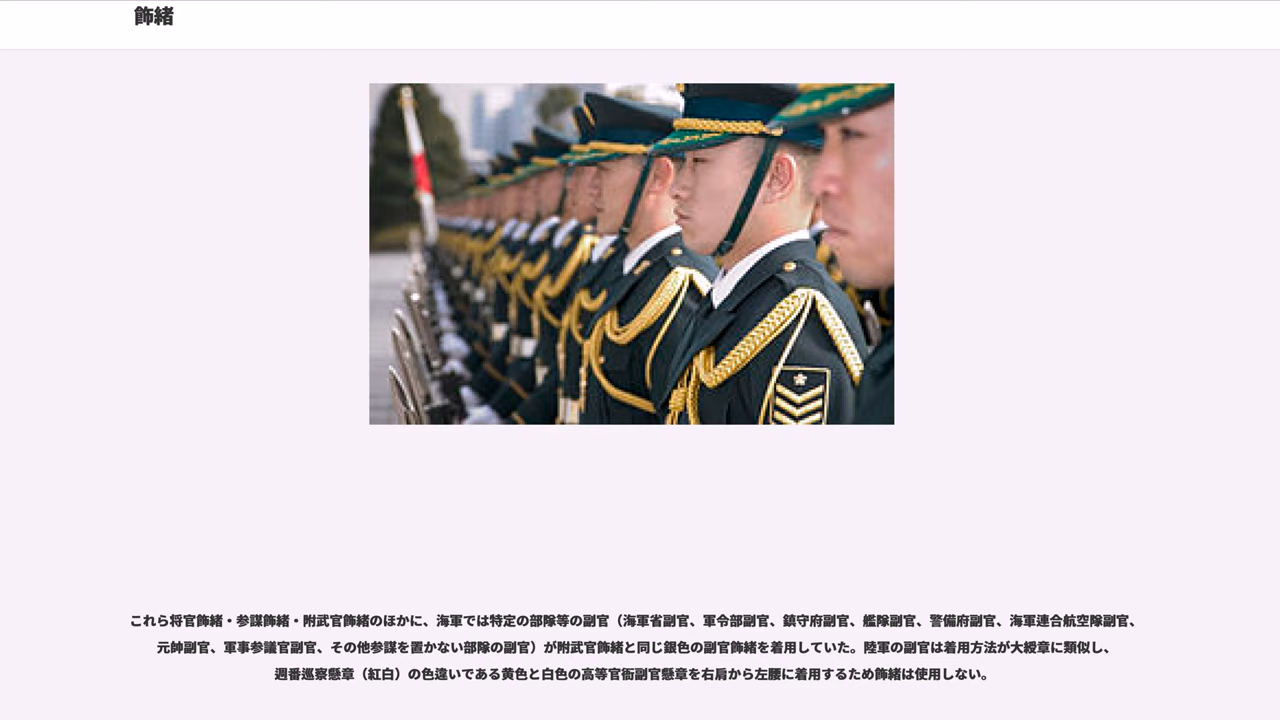 飾緒
これら将官飾緒・参謀飾緒・附武官飾緒のほかに、海軍では特定の部隊等の副官（海軍省副官、軍令部副官、鎮守府副官、艦隊副官、警備府副官、海軍連合航空隊副官、
元帥副官、軍事参議官副官、その他参謀を置かない部隊の副官）が附武官飾緒と同じ銀色の副官飾緒を着用していた。陸軍の副官は着用方法が大綬章に類似し、
週番巡察懸章（紅白）の色違いである黄色と白色の高等官衙副官懸章を右肩から左腰に着用するため飾緒は使用しない。